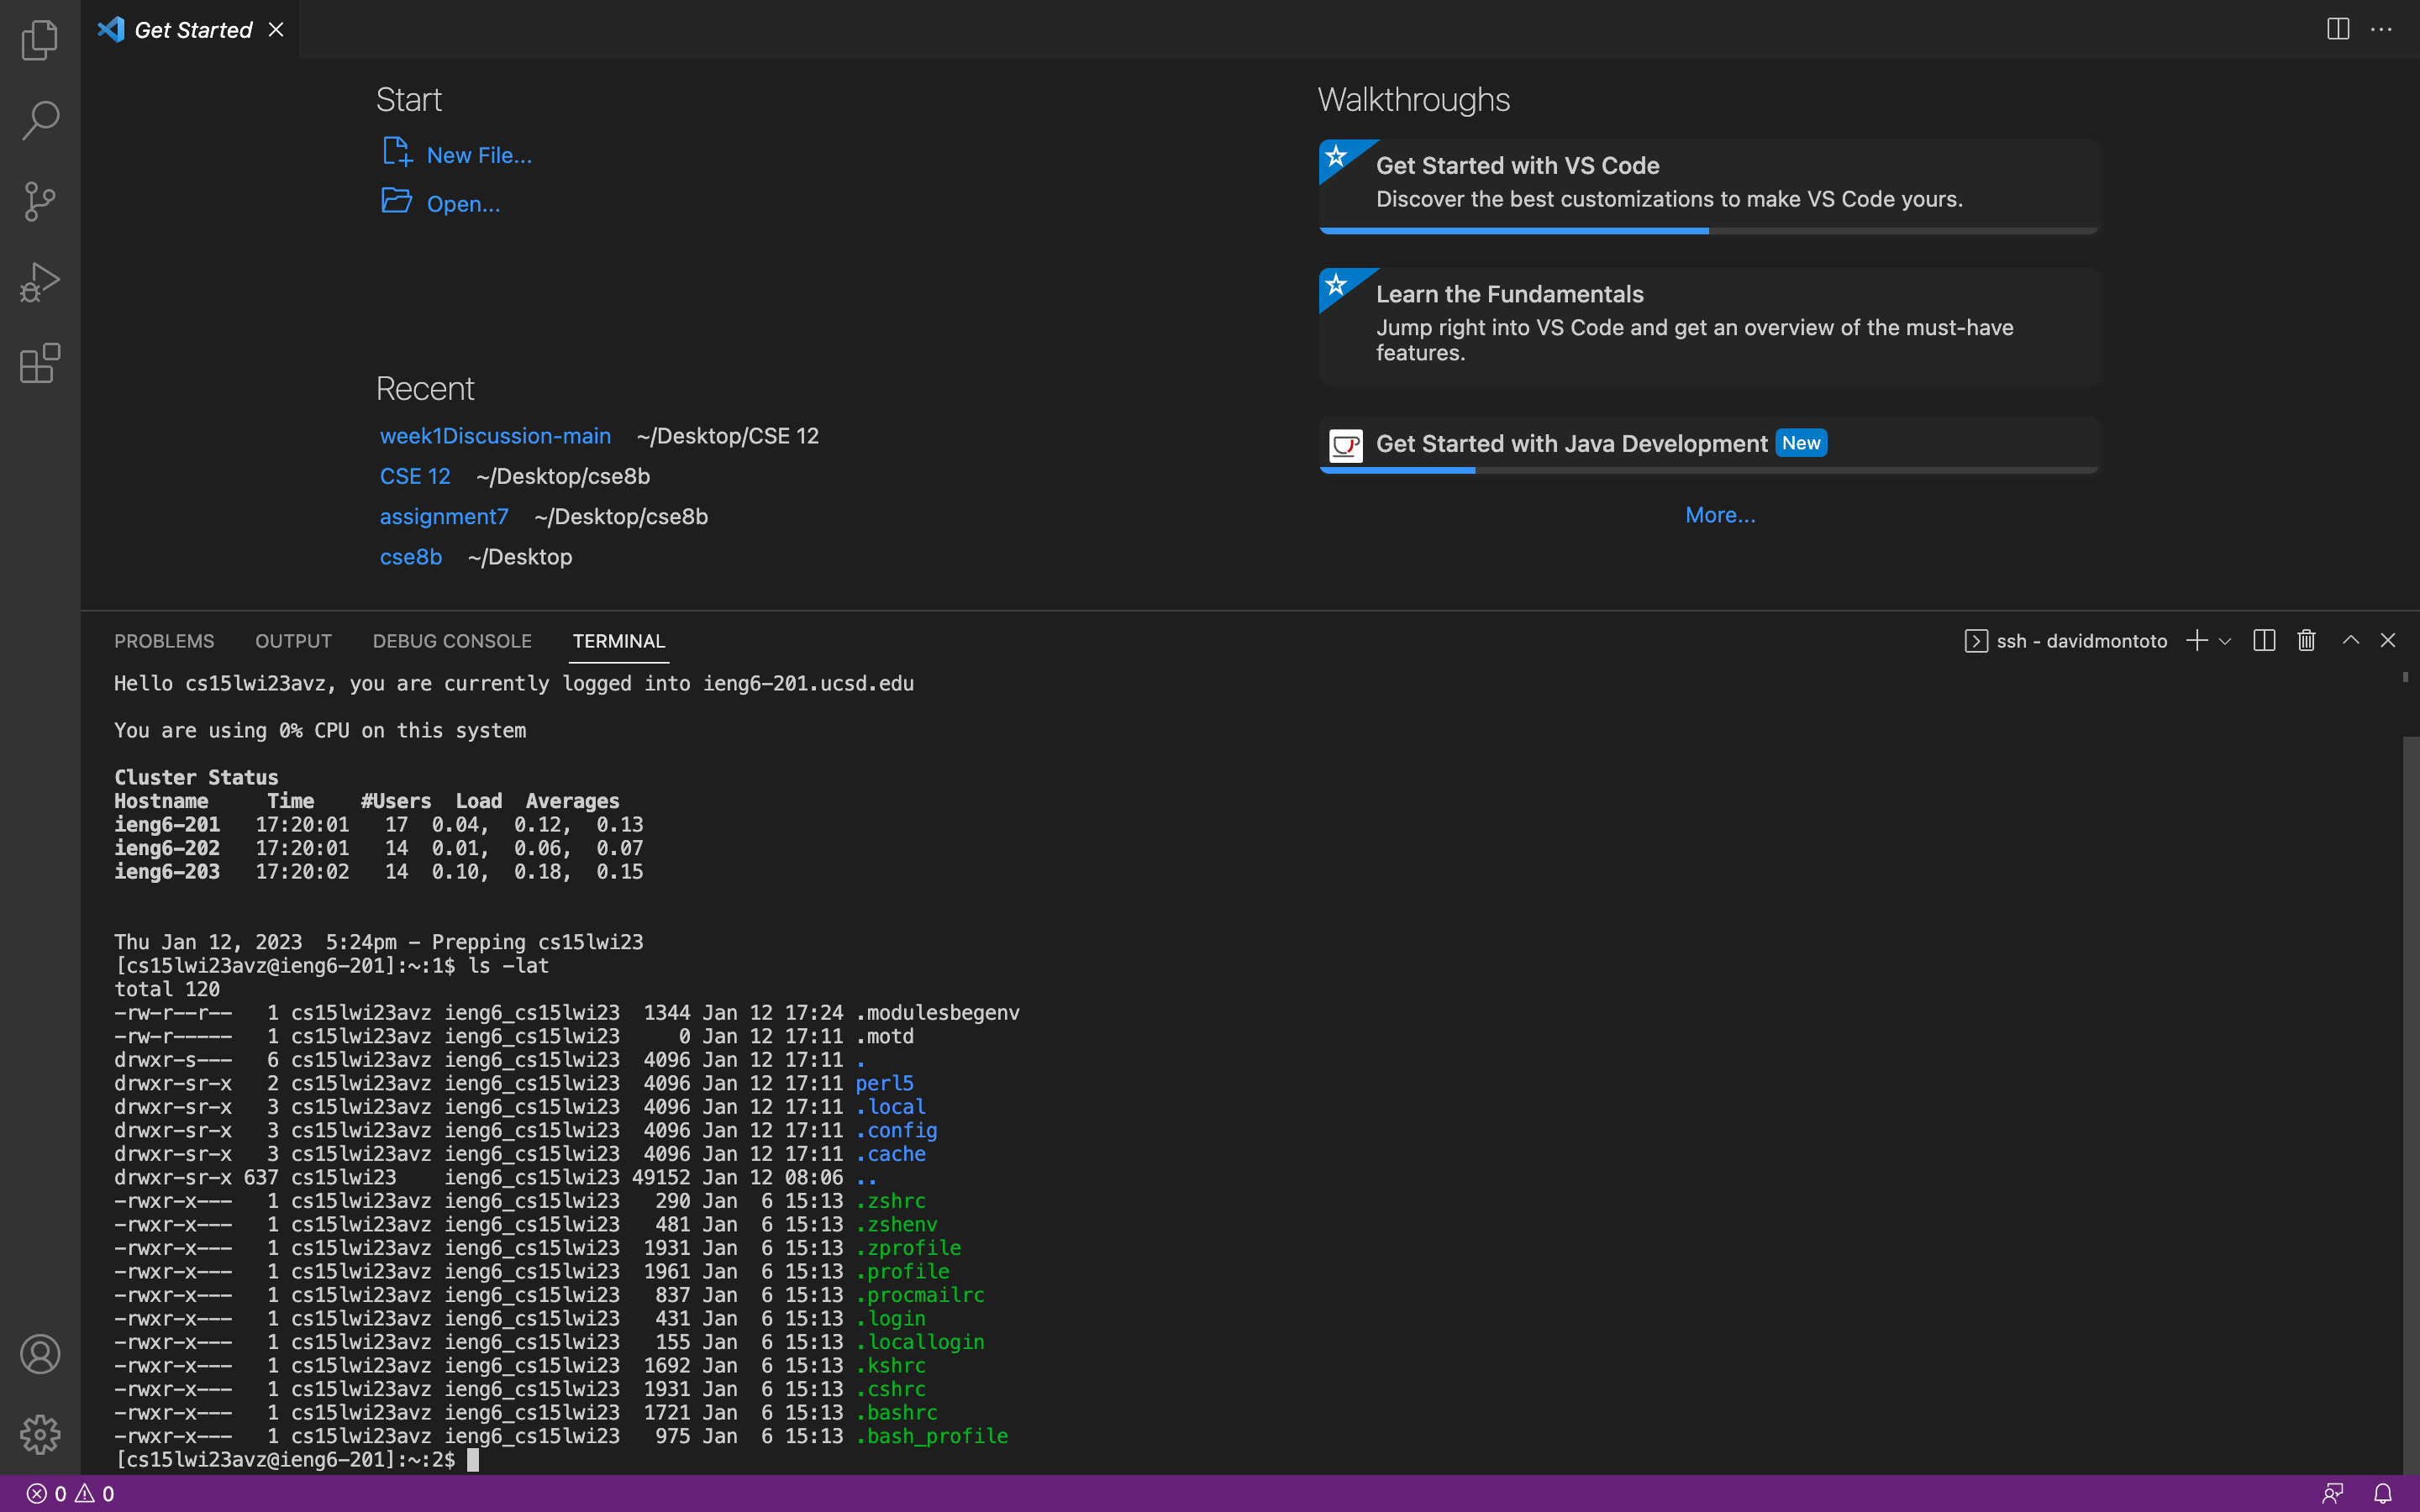 Get Started
Start
New File...
Open...
Recent
week1Discussion-main ~/Desktop/CSE 12
CSE 12 ~/Desktop/cse8b
assignment7 ~/Desktop/cse8b
cse8b ~/Desktop
Walkthroughs
Get Started with VS Code
Discover the best customizations to make VS Code yours.
Learn the Fundamentals
Jump right into VS Code and get an overview of the must-have
features.
Get Started with Java Development New
More...
PROBLEMS OUTPUT DEBUG CONSOLE TERMINAL
ssh - davidmontoto
Hello cs15lwi23avz, you are currently logged into ieng6-201.ucsd.edu
You are using 0% CPU on this system
Cluster Status
Hostname Time #Users Load Averages
ieng6-201 17:20:01 17 0.04, 0.12, 0.13
ieng6-202 17:20:01 14 0.01, 0.06, 0.07
ieng6-203 17:20:02 14 0.10, 0.18, 0.15
Thu Jan 12, 2023 5:24pm - Prepping cs15lwi23
[cs15lwi23avz@ieng6-201]:~:1$ ls -lat
total 120
-rw-r--r-- 1 cs15lwi23avz ieng6_cs15lwi23 1344 Jan 12 17:24 .modulesbegenv
-rw-r----- 1 cs15lwi23avz ieng6_cs15lwi23 0 Jan 12 17:11 .motd
drwxr-s--- 6 cs15lwi23avz ieng6_cs15lwi23 4096 Jan 12 17:11 .
drwxr-sr-x 2 cs15lwi23avz ieng6_cs15lwi23 4096 Jan 12 17:11 perl5
drwxr-sr-x 3 cs15lwi23avz ieng6_cs15lwi23 4096 Jan 12 17:11 .local
drwxr-sr-x 3 cs15lwi23avz ieng6_cs15lwi23 4096 Jan 12 17:11 .config
drwxr-sr-x 3 cs15lwi23avz ieng6_cs15lwi23 4096 Jan 12 17:11 .cache
drwxr-sr-x 637 cs15lwi23 ieng6_cs15lwi23 49152 Jan 12 08:06 ..
-rwxr-x--- 1 cs15lwi23avz ieng6_cs15lwi23 290 Jan 6 15:13 .zshrc
-rwxr-x--- 1 cs15lwi23avz ieng6_cs15lwi23 481 Jan 6 15:13 .zshenv
-rwxr-x--- 1 cs15lwi23avz ieng6_cs15lwi23 1931 Jan 6 15:13 .zprofile
-rwxr-x--- 1 cs15lwi23avz ieng6_cs15lwi23 1961 Jan 6 15:13 .profile
-rwxr-x--- 1 cs15lwi23avz ieng6_cs15lwi23 837 Jan 6 15:13 .procmailrc
-rwxr-x--- 1 cs15lwi23avz ieng6_cs15lwi23 431 Jan 6 15:13 .login
-rwxr-x--- 1 cs15lwi23avz ieng6_cs15lwi23 155 Jan 6 15:13 .locallogin
-rwxr-x--- 1 cs15lwi23avz ieng6_cs15lwi23 1692 Jan 6 15:13 .kshrc
-rwxr-x--- 1 cs15lwi23avz ieng6_cs15lwi23 1931 Jan 6 15:13 .cshrc
-rwxr-x--- 1 cs15lwi23avz ieng6_cs15lwi23 1721 Jan 6 15:13 .bashrc
-rwxr-x--- 1 cs15lwi23avz ieng6_cs15lwi23 975 Jan 6 15:13 .bash_profile
[cs15lwi23avz@ieng6-201]:~:2$
0 0